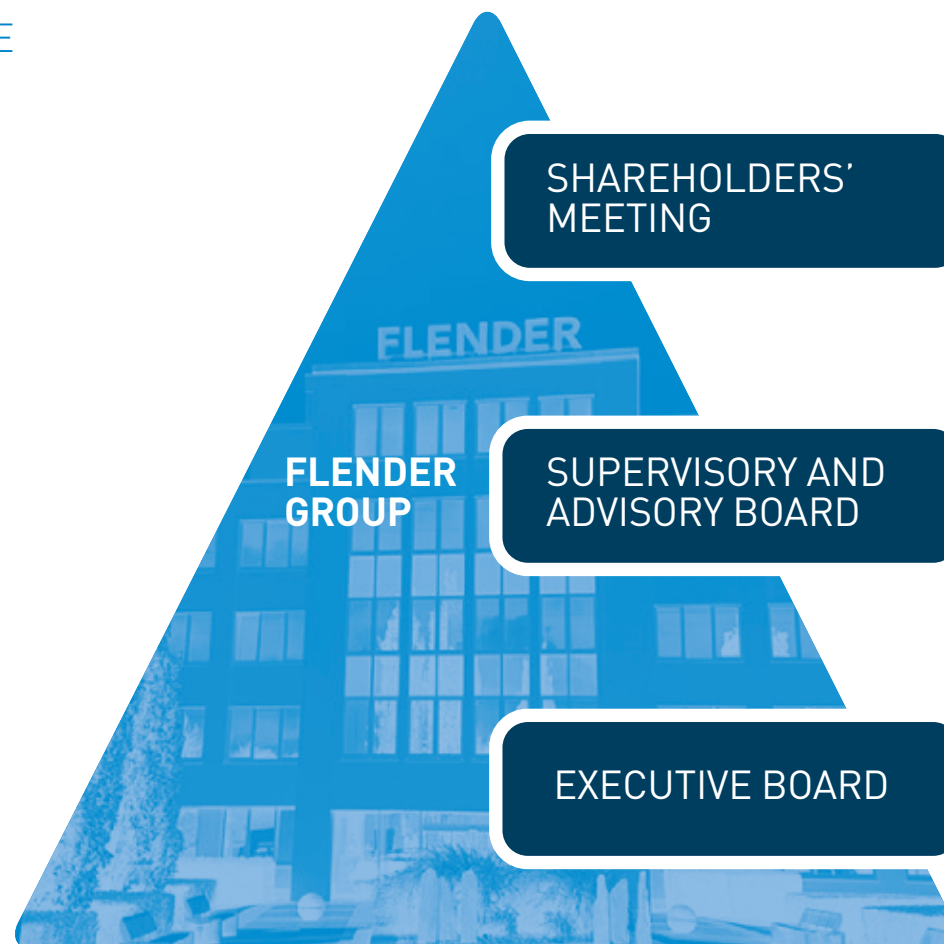 E
SHAREHOLDERS’
MEETING
FLENDER
FLENDER
GROUP
SUPERVISORY AND
ADVISORY BOARD
EXECUTIVE BOARD